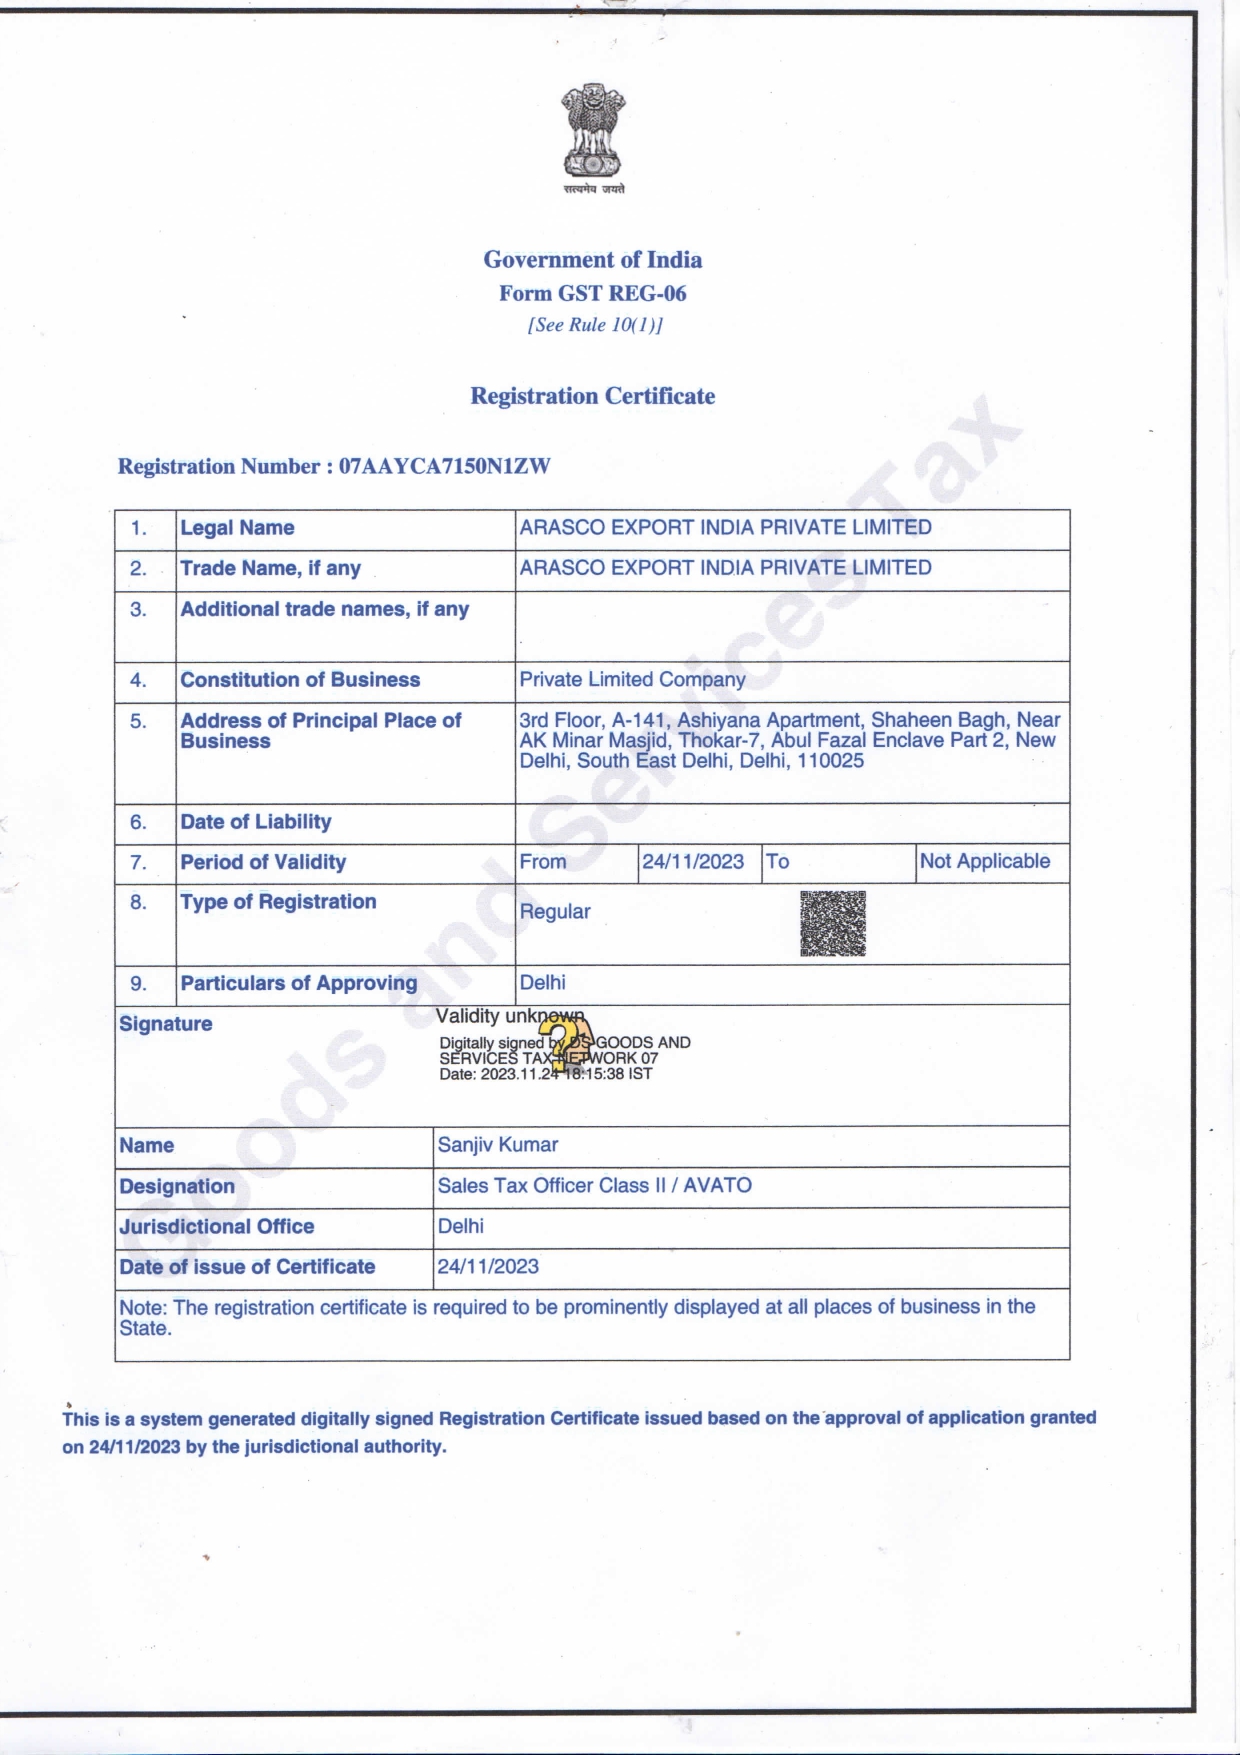 सत्यमेव जयते
Government of India
Form GST REG-06
[See Rule 10(1)]
Registration Certificate
Registration Number : 07AAYCA7150N1ZW
1. Legal Name ARASCO EXPORT INDIA PRIVATE LIMITED
2. Trade Name, if any ARASCO EXPORT INDIA PRIVATE LIMITED
3. Additional trade names, if any
4. Constitution of Business Private Limited Company
5. Address of Principal Place of Business 3rd Floor, A-141, Ashiyana Apartment, Shaheen Bagh, Near
AK Minar Masjid, Thokar-7, Abul Fazal Enclave Part 2, New
Delhi, South East Delhi, Delhi, 110025
6. Date of Liability
7. Period of Validity From 24/11/2023 To Not Applicable
8. Type of Registration Regular
9. Particulars of Approving Delhi
Signature
Validity unknown
Digitally signed by DS GOODS AND
SERVICES TAX NETWORK 07
Date: 2023.11.24 18:15:38 IST
Name Sanjiv Kumar
Designation Sales Tax Officer Class II / AVATO
Jurisdictional Office Delhi
Date of issue of Certificate 24/11/2023
Note: The registration certificate is required to be prominently displayed at all places of business in the
State.
This is a system generated digitally signed Registration Certificate issued based on the approval of application granted
on 24/11/2023 by the jurisdictional authority.
Goods and Services Tax